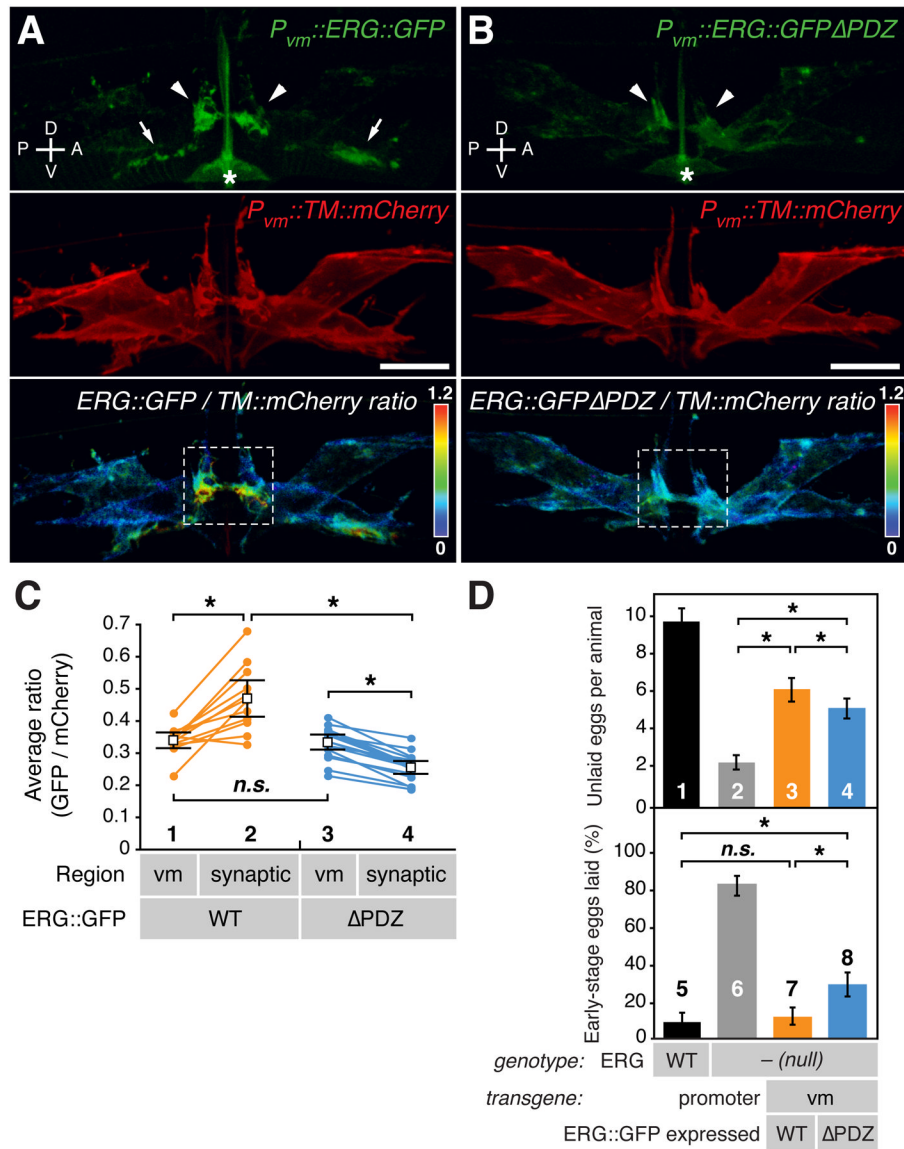 A
P_vm::ERG::GFP
D
P A
V
*
P_vm::TM::mCherry
ERG::GFP / TM::mCherry ratio
1.2
0
B
P_vm::ERG::GFPΔPDZ
D
P A
V
*
P_vm::TM::mCherry
ERG::GFPΔPDZ / TM::mCherry ratio
1.2
0
C
Average ratio
(GFP / mCherry)
0.7
0.6
0.5
0.4
0.3
0.2
0.1
0
* * *
n.s.
1 2 3 4
Region vm synaptic vm synaptic
ERG::GFP WT ΔPDZ
D
Unlaid eggs per animal
10
8
6
4
2
0
*
* *
1 2 3 4
Early-stage eggs laid (%)
80
60
40
20
0
*
n.s. *
5 6 7 8
genotype: ERG WT – (null)
transgene: promoter vm
ERG::GFP expressed WT ΔPDZ